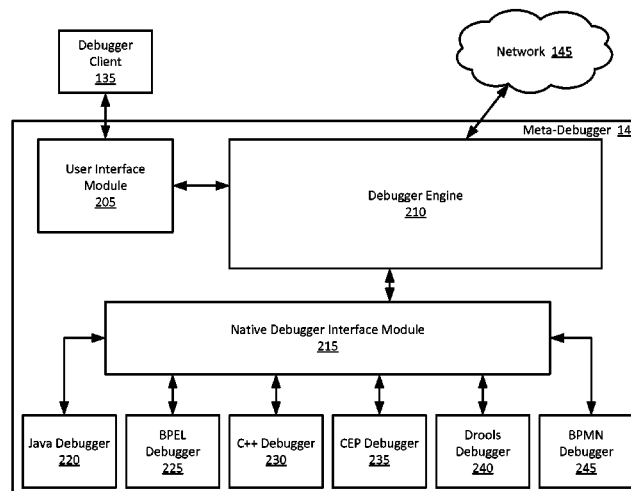 Debugger
Client
135
Network 145
Meta-Debugger 14
User Interface
Module
205
Debugger Engine
210
Native Debugger Interface Module
215
Java Debugger
220
BPEL
Debugger
225
C++ Debugger
230
CEP Debugger
235
Drools
Debugger
240
BPMN
Debugger
245